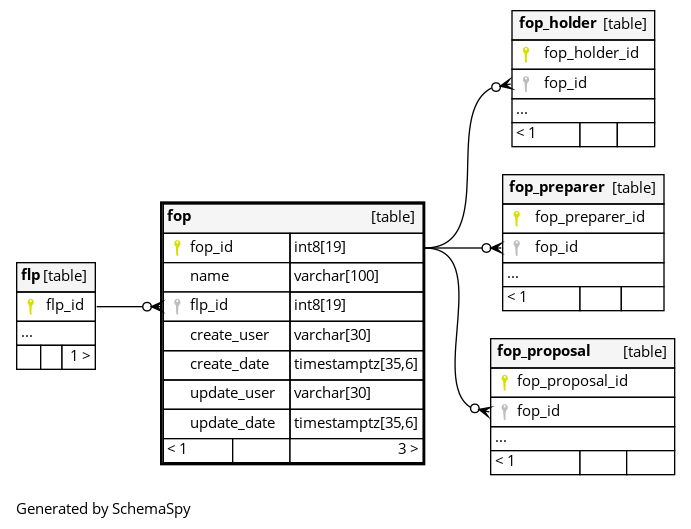 fop_holder [table]
fop_holder_id
fop_id
...
< 1
fop_preparer [table]
fop_preparer_id
fop_id
...
< 1
fop [table]
fop_id int8[19]
name varchar[100]
flp_id int8[19]
create_user varchar[30]
create_date timestamptz[35,6]
update_user varchar[30]
update_date timestamptz[35,6]
< 1 3 >
flp [table]
flp_id
...
1 >
fop_proposal [table]
fop_proposal_id
fop_id
...
< 1
Generated by SchemaSpy